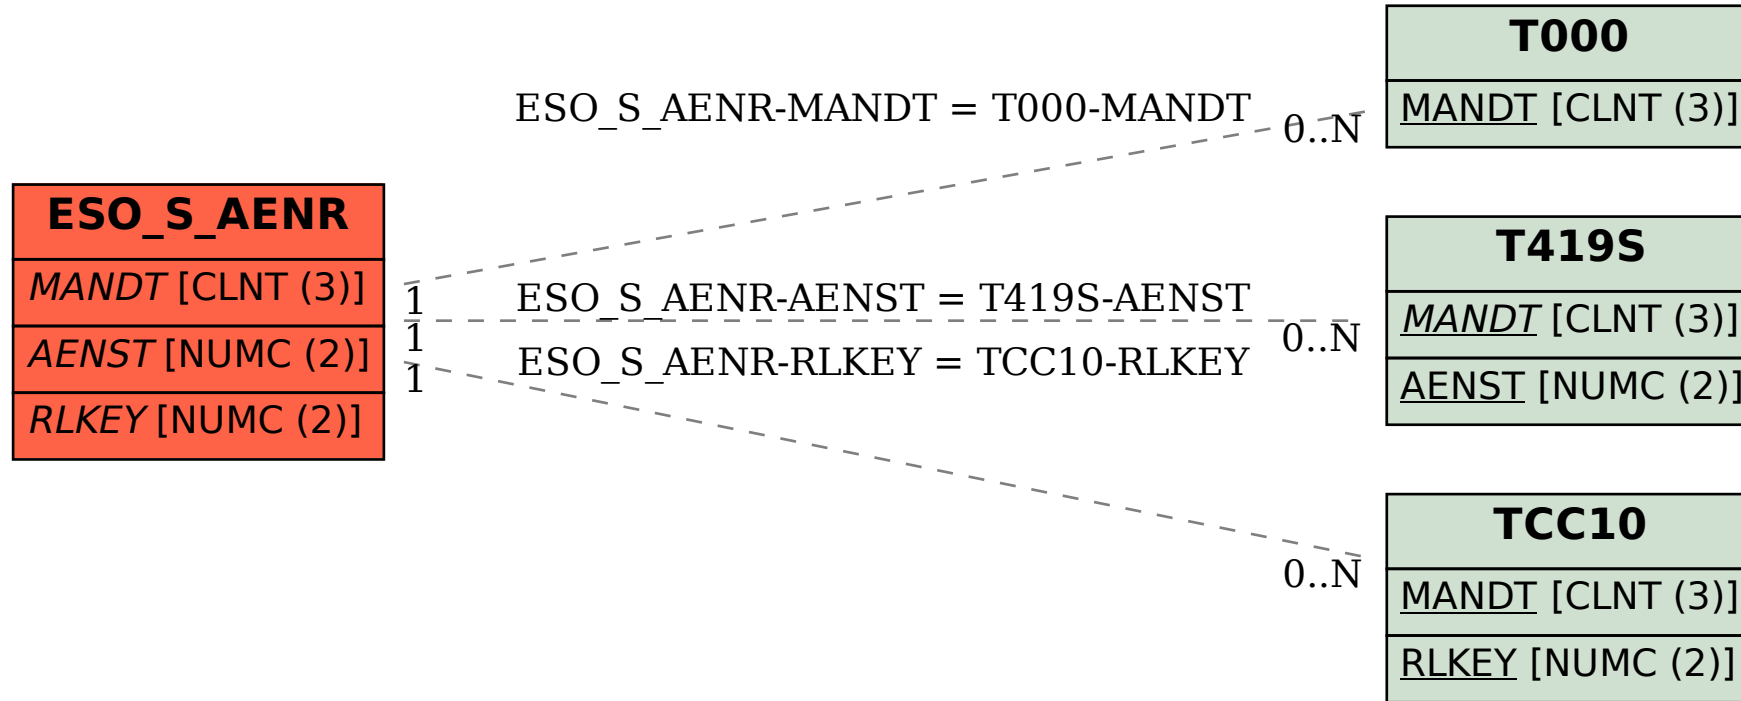 ESO_S_AENR
MANDT [CLNT (3)]
AENST [NUMC (2)]
RLKEY [NUMC (2)]
ESO_S_AENR-MANDT = T000-MANDT
0..N
1
ESO_S_AENR-AENST = T419S-AENST
0..N
1
ESO_S_AENR-RLKEY = TCC10-RLKEY
0..N
1
T000
MANDT [CLNT (3)]
T419S
MANDT [CLNT (3)]
AENST [NUMC (2)]
TCC10
MANDT [CLNT (3)]
RLKEY [NUMC (2)]